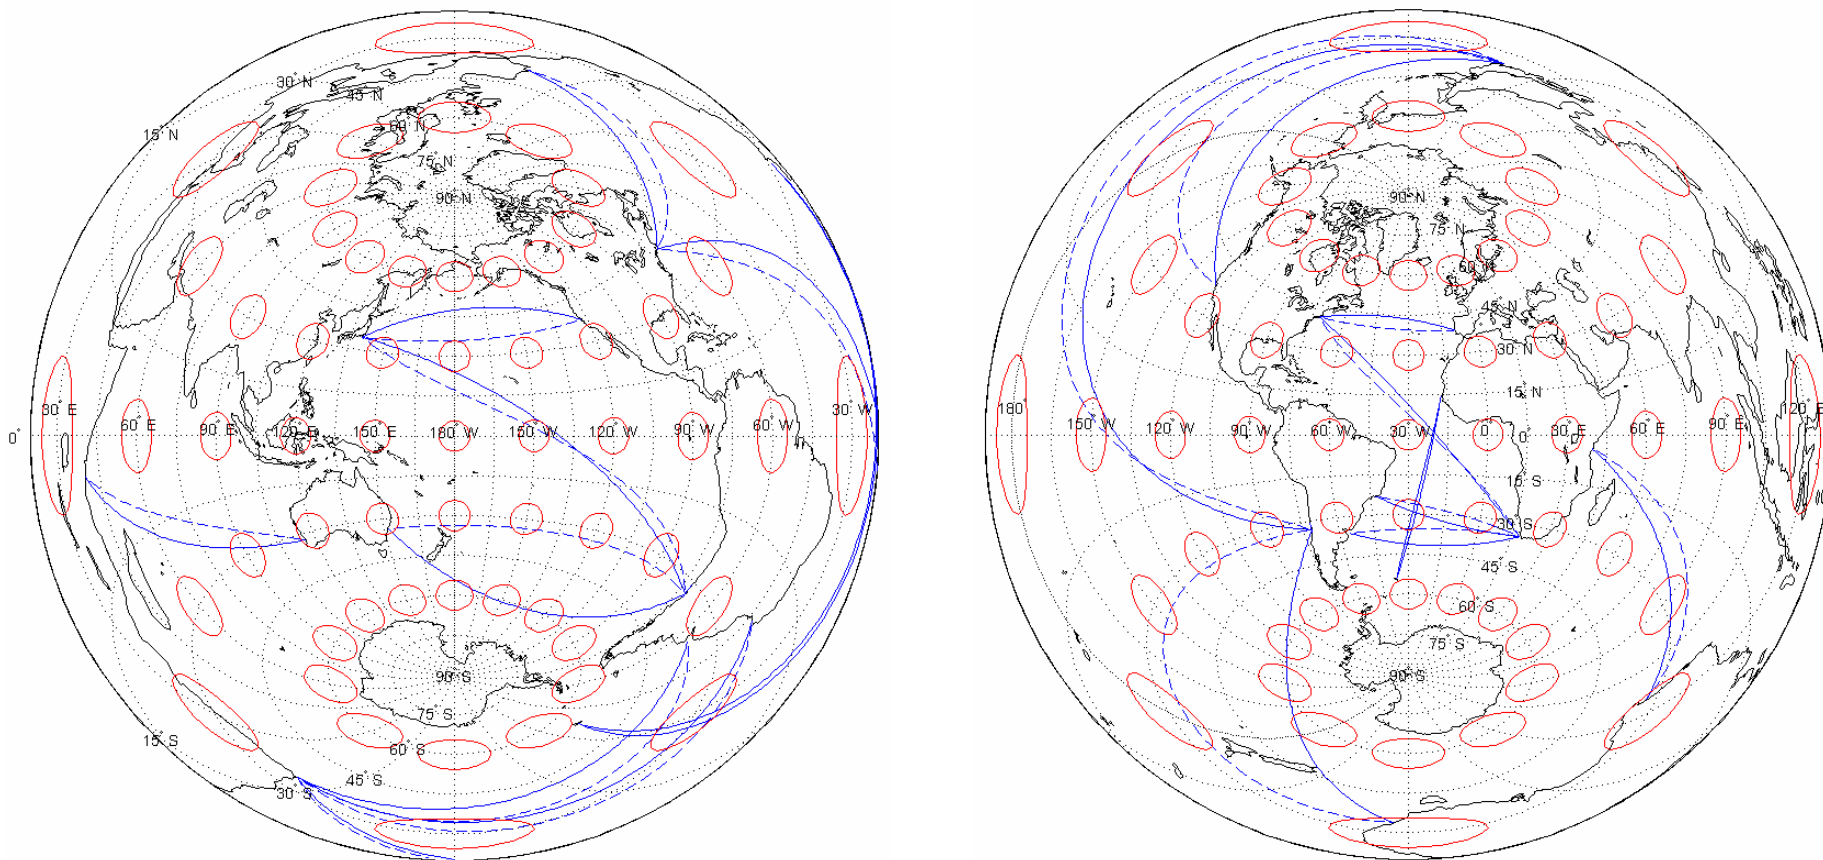 30° N
45° N
15° N
60° N
75° N
90° N
0°
30° E
60° E
90° E
120° E
150° E
180° W
150° W
120° W
90° W
60° W
30° W
90° S
75° S
15° S
60° S
45° S
30° S
90° N
75° N
60° N
45° N
30° N
15° N
180°
150° W
120° W
90° W
60° W
30° W
0°
0°
30° E
60° E
90° E
120° E
15° S
30° S
45° S
60° S
75° S
90° S